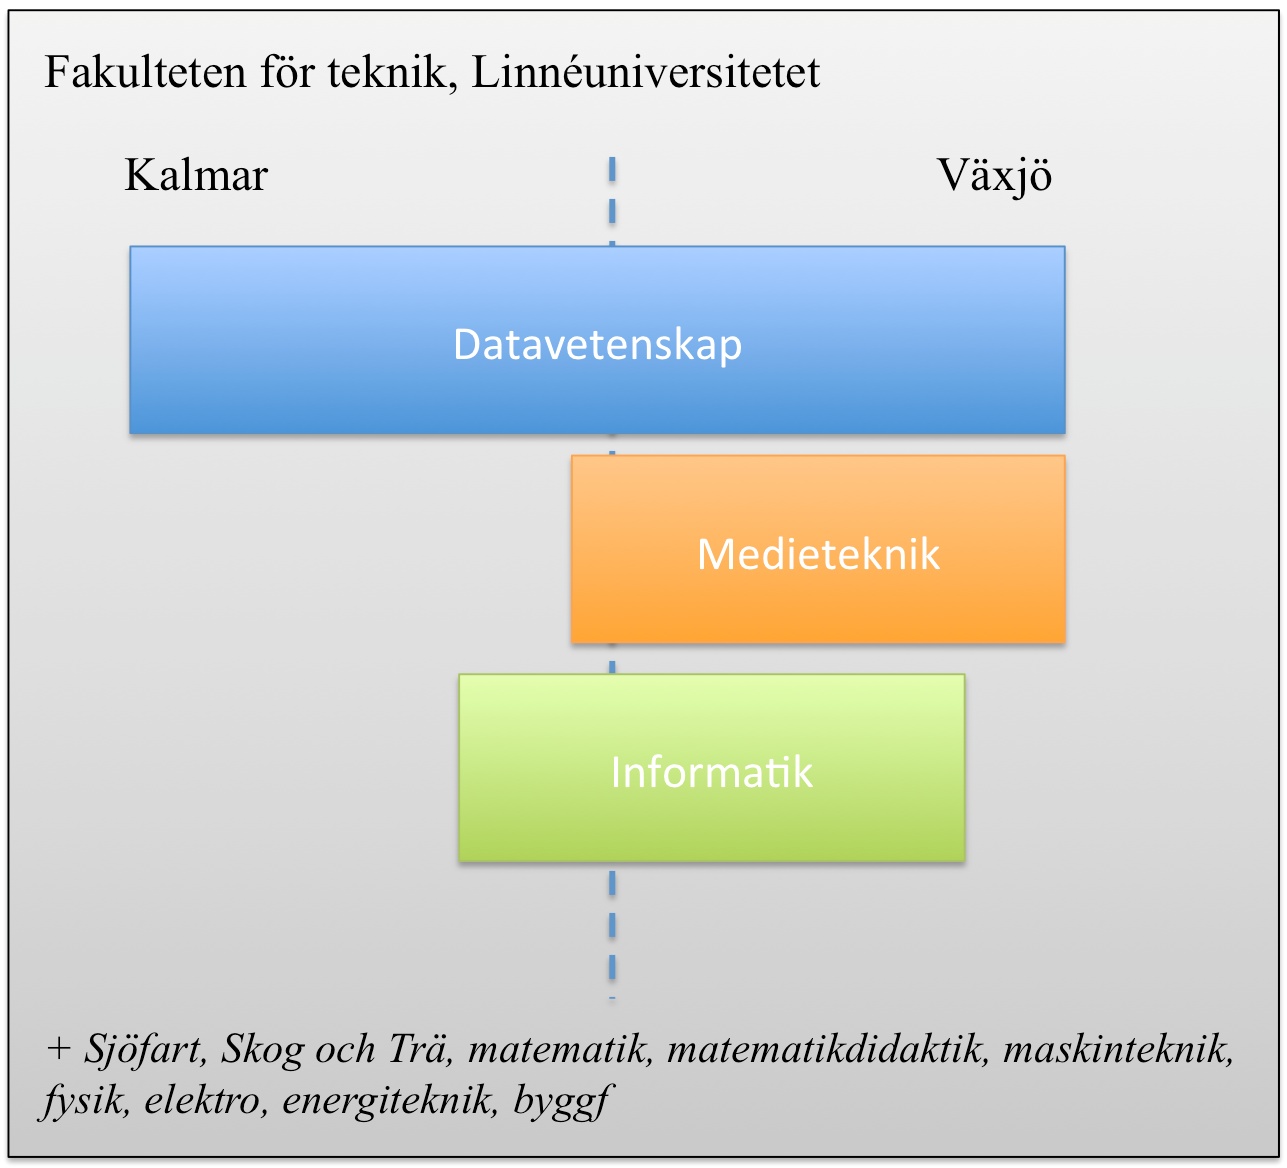 Fakulteten för teknik, Linnéuniversitetet
Kalmar Växjö
Datavetenskap
Medieteknik
Informatik
+ Sjöfart, Skog och Trä, matematik, matematikdidaktik, maskinteknik,
fysik, elektro, energiteknik, byggf